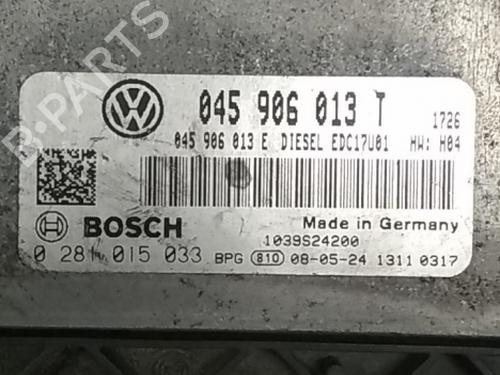 045 906 013 T 1726
045 906 013 E DIESEL EDC17U01 HW: H04
BOSCH Made in Germany
1039S24200
0 281 015 033 BPG 810 08-05-24 1311 0317
B-PARTS